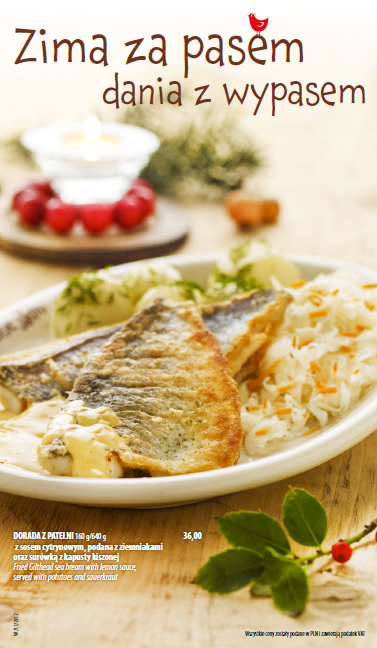 Zima za pasem
dania z wypasem
DORADA Z PATELNI 160 g/640 g 36,00
z sosem cytrynowym, podana z ziemniakami
oraz surówką z kapusty kiszonej
Fried Gilthead sea bream with lemon sauce,
served with potatoes and sauerkraut
Wszystkie ceny zostały podane w PLN i zawierają podatek VAT